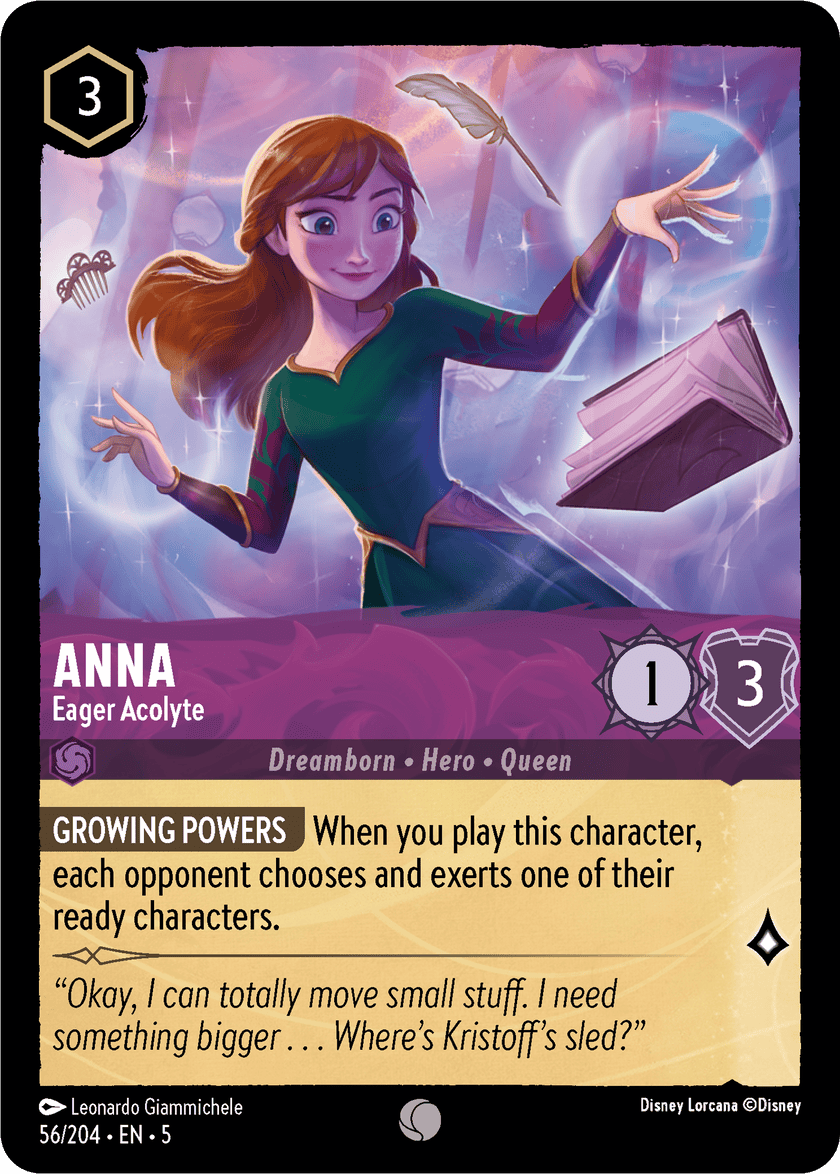 3
ANNA
Eager Acolyte
1
3
Dreamborn • Hero • Queen
GROWING POWERS When you play this character,
each opponent chooses and exerts one of their
ready characters.
“Okay, I can totally move small stuff. I need
something bigger . . . Where’s Kristoff’s sled?”
Leonardo Giammichele
Disney Lorcana ©Disney
56/204 • EN • 5